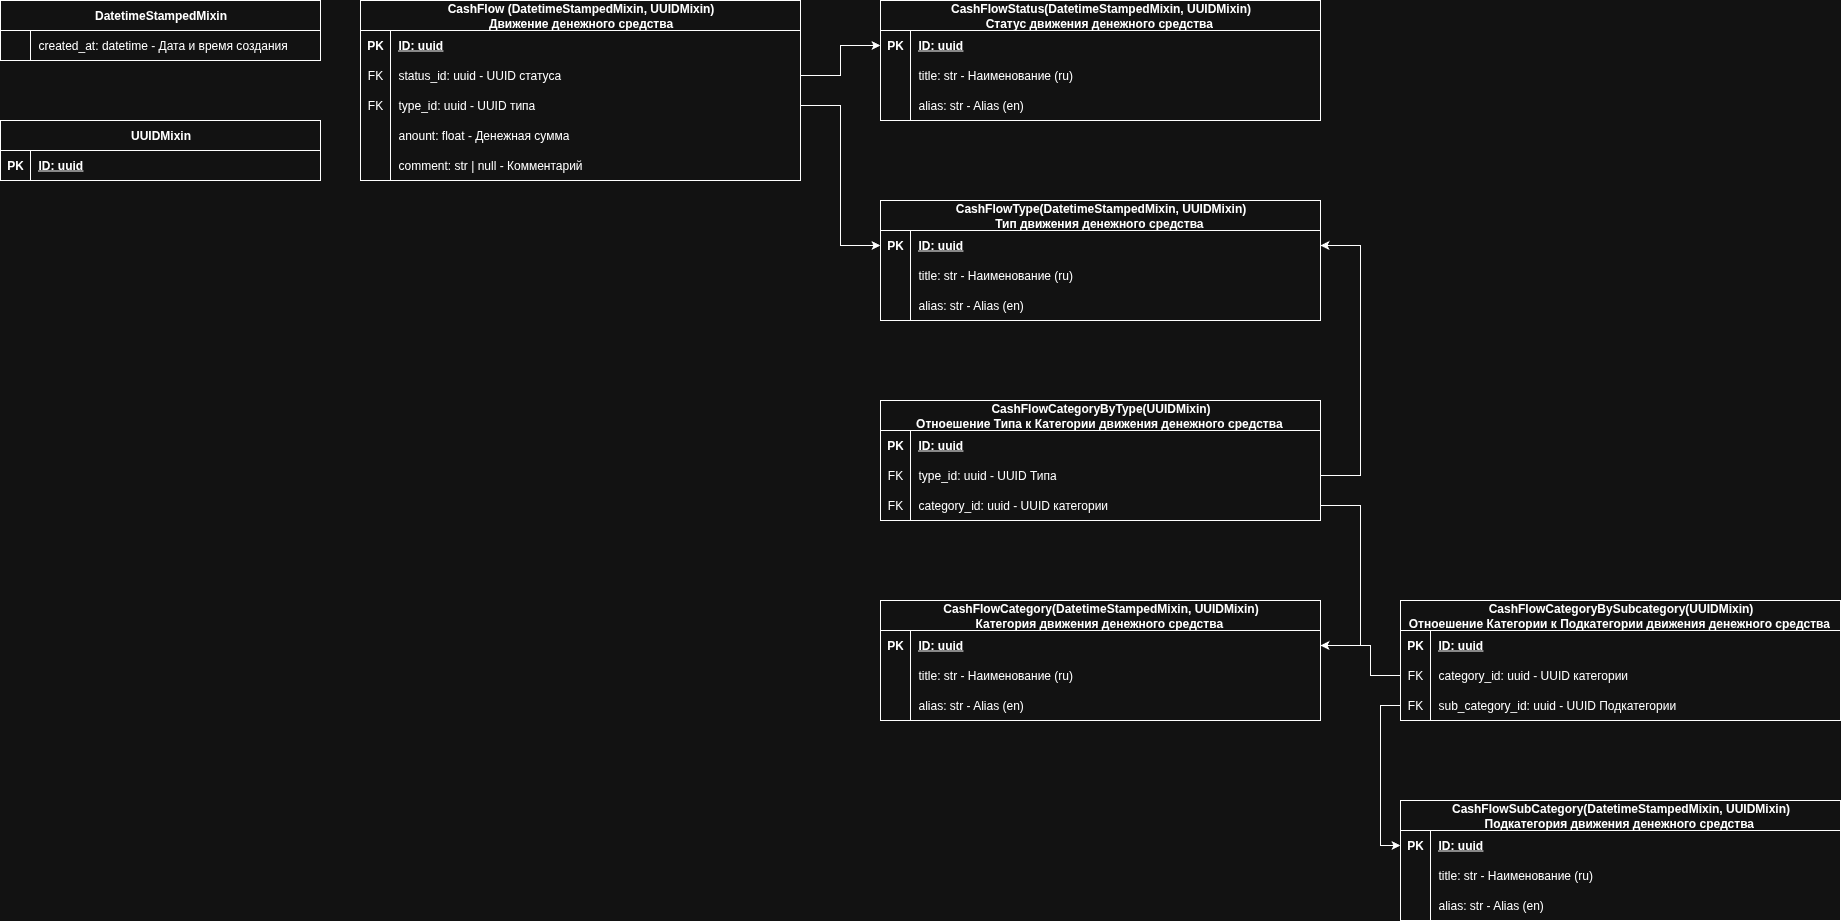 DatetimeStampedMixin
created_at: datetime - Дата и время создания
UUIDMixin
PK
ID: uuid
CashFlow (DatetimeStampedMixin, UUIDMixin)
Движение денежного средства
PK
ID: uuid
FK
status_id: uuid - UUID статуса
FK
type_id: uuid - UUID типа
anount: float - Денежная сумма
comment: str | null - Комментарий
CashFlowStatus(DatetimeStampedMixin, UUIDMixin)
Статус движения денежного средства
PK
ID: uuid
title: str - Наименование (ru)
alias: str - Alias (en)
CashFlowType(DatetimeStampedMixin, UUIDMixin)
Тип движения денежного средства
PK
ID: uuid
title: str - Наименование (ru)
alias: str - Alias (en)
CashFlowCategoryByType(UUIDMixin)
Отноешение Типа к Категории движения денежного средства
PK
ID: uuid
FK
type_id: uuid - UUID Типа
FK
category_id: uuid - UUID категории
CashFlowCategory(DatetimeStampedMixin, UUIDMixin)
Категория движения денежного средства
PK
ID: uuid
title: str - Наименование (ru)
alias: str - Alias (en)
CashFlowCategoryBySubcategory(UUIDMixin)
Отноешение Категории к Подкатегории движения денежного средства
PK
ID: uuid
FK
category_id: uuid - UUID категории
FK
sub_category_id: uuid - UUID Подкатегории
CashFlowSubCategory(DatetimeStampedMixin, UUIDMixin)
Подкатегория движения денежного средства
PK
ID: uuid
title: str - Наименование (ru)
alias: str - Alias (en)